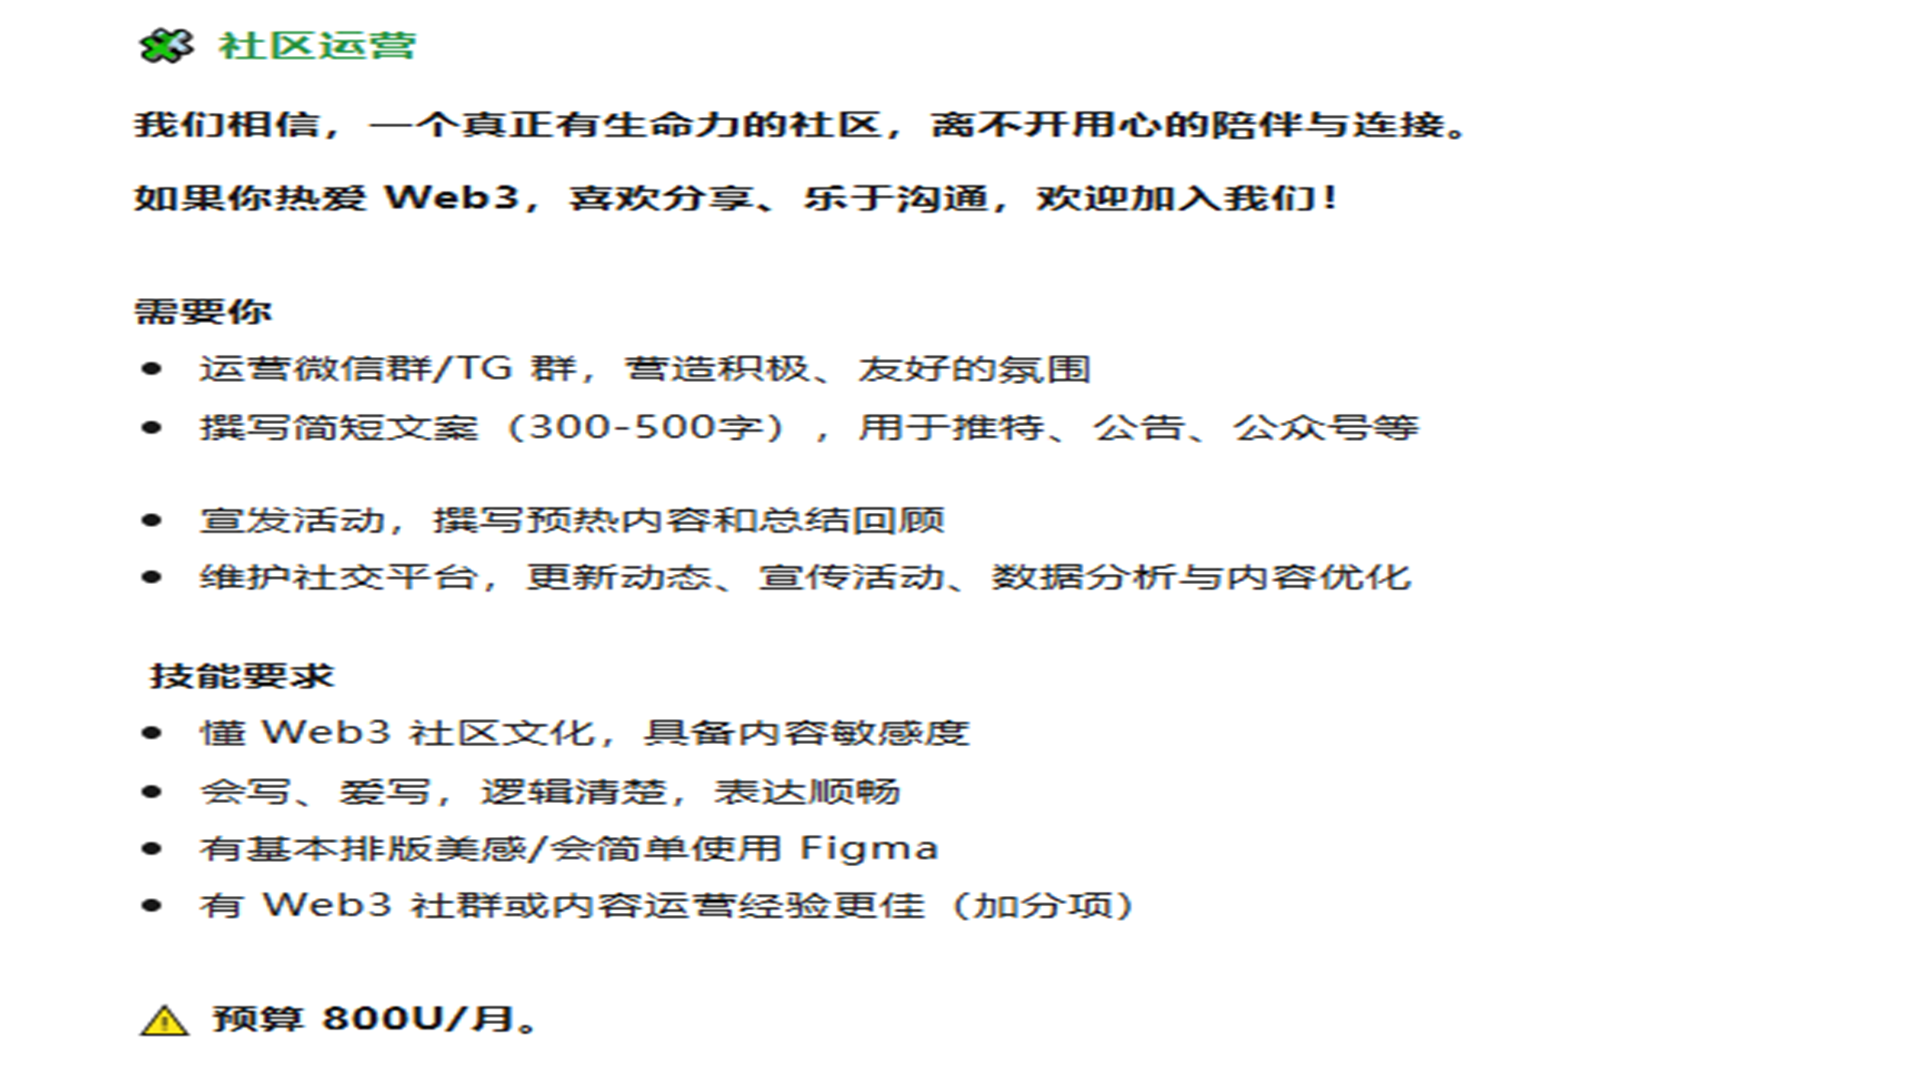 社区运营
我们相信，一个真正有生命力的社区，离不开用心的陪伴与连接。
如果你热爱 Web3，喜欢分享、乐于沟通，欢迎加入我们！
需要你
● 运营微信群/TG 群，营造积极、友好的氛围
● 撰写简短文案（300-500字），用于推特、公告、公众号等
● 宣发活动，撰写预热内容和总结回顾
● 维护社交平台，更新动态、宣传活动、数据分析与内容优化
技能要求
● 懂 Web3 社区文化，具备内容敏感度
● 会写、爱写，逻辑清楚，表达顺畅
● 有基本排版美感/会简单使用 Figma
● 有 Web3 社群或内容运营经验更佳（加分项）
⚠ 预算 800U/月。